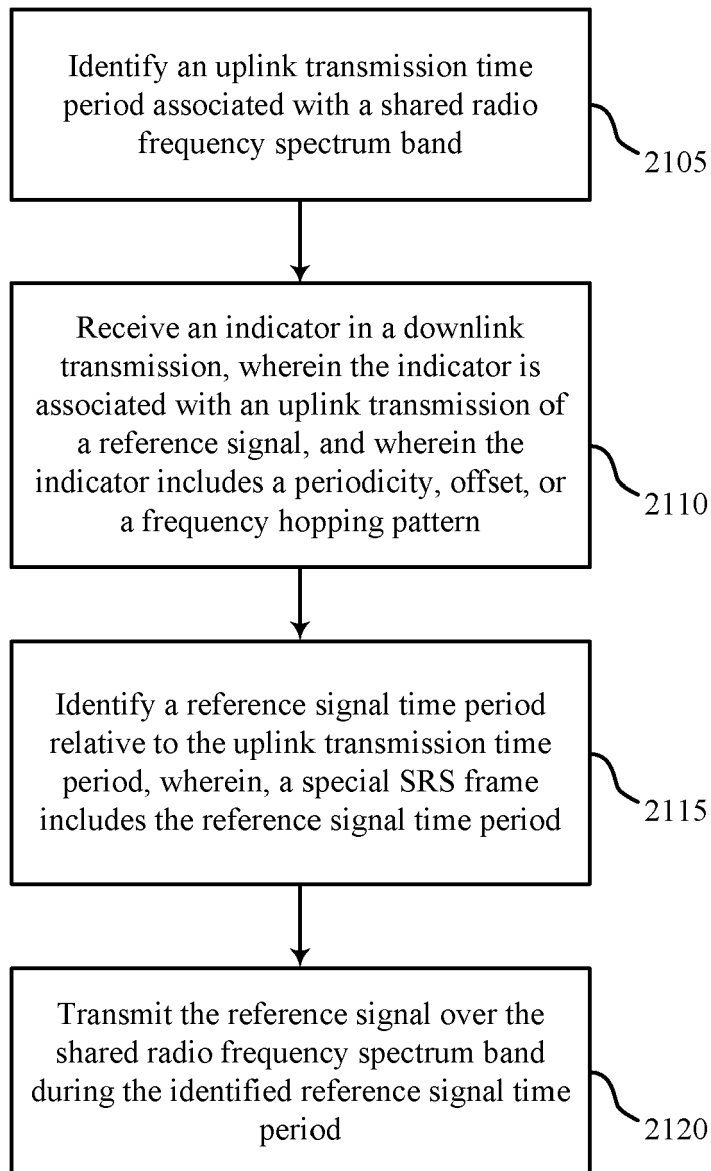 Identify an uplink transmission time
period associated with a shared radio
frequency spectrum band
2105
Receive an indicator in a downlink
transmission, wherein the indicator is
associated with an uplink transmission of
a reference signal, and wherein the
indicator includes a periodicity, offset, or
a frequency hopping pattern
2110
Identify a reference signal time period
relative to the uplink transmission time
period, wherein, a special SRS frame
includes the reference signal time period
2115
Transmit the reference signal over the
shared radio frequency spectrum band
during the identified reference signal time
period
2120